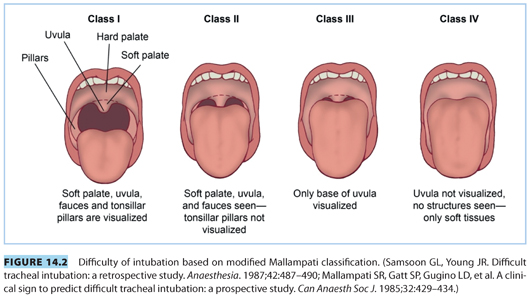 Class I
Class II
Class III
Class IV
Uvula
Hard palate
Pillars
Soft palate
Soft palate, uvula,
fauces and tonsillar
pillars are visualized
Soft palate, uvula,
and fauces seen—
tonsillar pillars not
visualized
Only base of uvula
visualized
Uvula not visualized,
no structures seen—
only soft tissues
FIGURE 14.2 Difficulty of intubation based on modified Mallampati classification. (Samsoon GL, Young JR. Difficult
tracheal intubation: a retrospective study. Anaesthesia. 1987;42:487–490; Mallampati SR, Gatt SP, Gugino LD, et al. A clini-
cal sign to predict difficult tracheal intubation: a prospective study. Can Anaesth Soc J. 1985;32:429–434.)